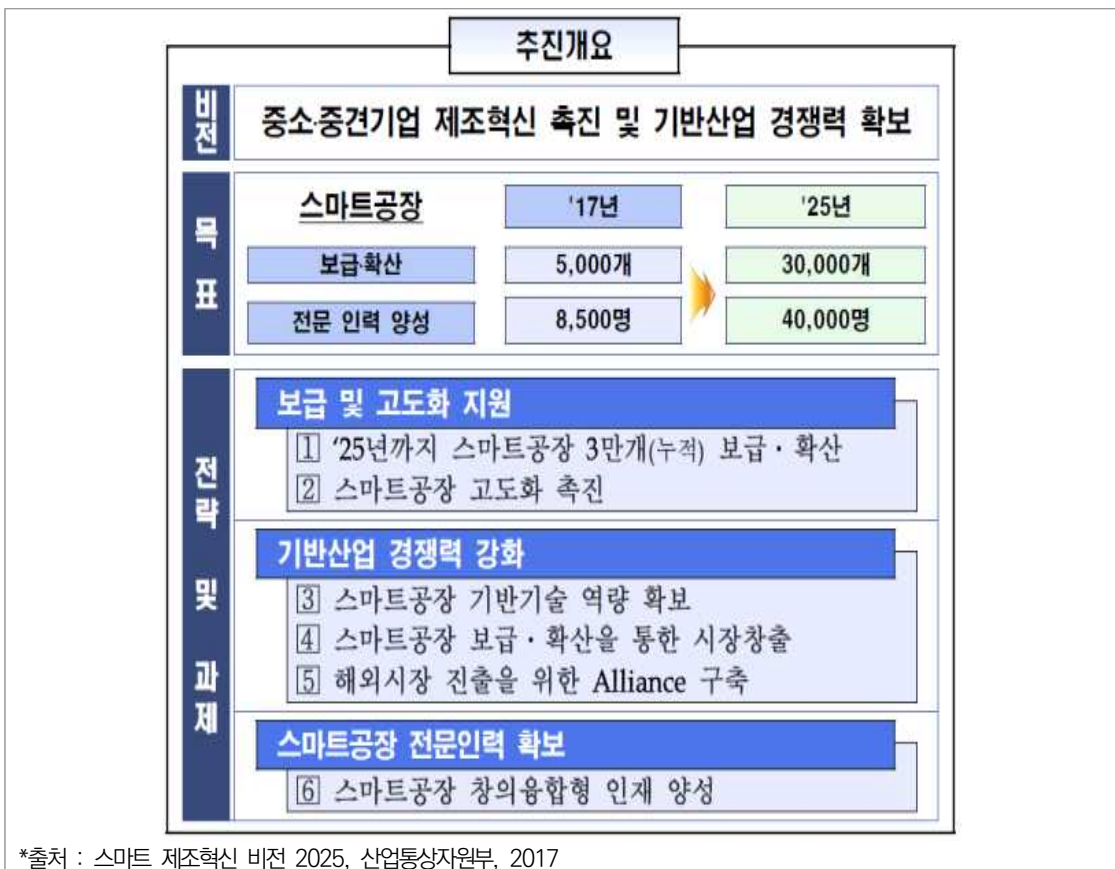 추진개요
비전
중소·중견기업 제조혁신 촉진 및 기반산업 경쟁력 확보
목표
스마트공장 '17년 '25년
보급·확산 5,000개 30,000개
전문 인력 양성 8,500명 40,000명
전략 및 과제
보급 및 고도화 지원
1 '25년까지 스마트공장 3만개(누적) 보급·확산
2 스마트공장 고도화 촉진
기반산업 경쟁력 강화
3 스마트공장 기반기술 역량 확보
4 스마트공장 보급·확산을 통한 시장창출
5 해외시장 진출을 위한 Alliance 구축
스마트공장 전문인력 확보
6 스마트공장 창의융합형 인재 양성
*출처 : 스마트 제조혁신 비전 2025, 산업통상자원부, 2017